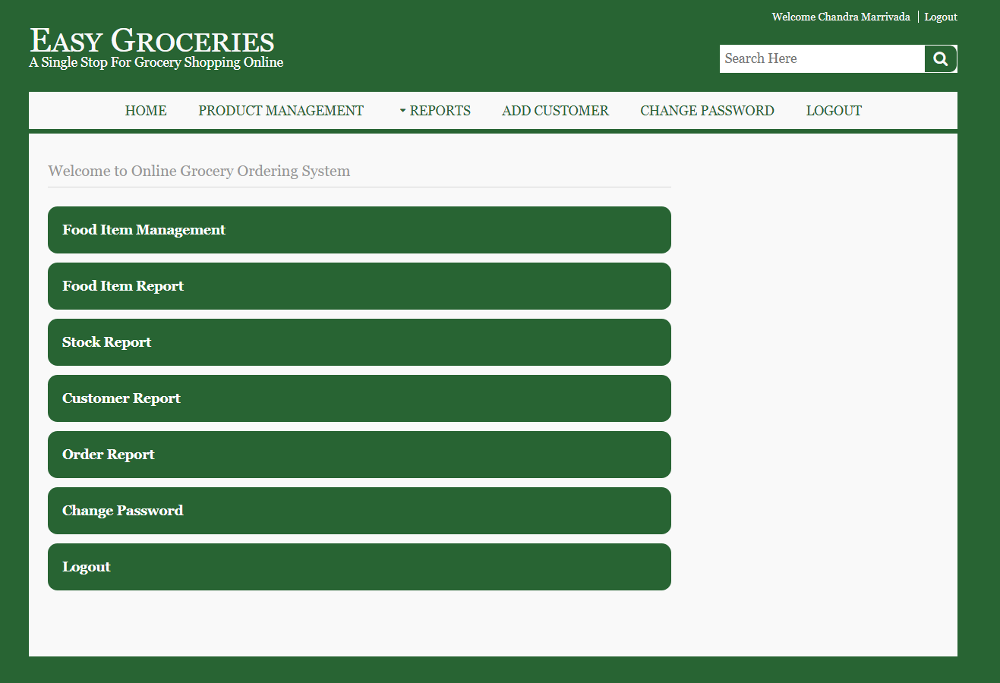 Welcome Chandra Marrivada Logout
EASY GROCERIES
A Single Stop For Grocery Shopping Online
Search Here
HOME PRODUCT MANAGEMENT REPORTS ADD CUSTOMER CHANGE PASSWORD LOGOUT
Welcome to Online Grocery Ordering System
Food Item Management
Food Item Report
Stock Report
Customer Report
Order Report
Change Password
Logout